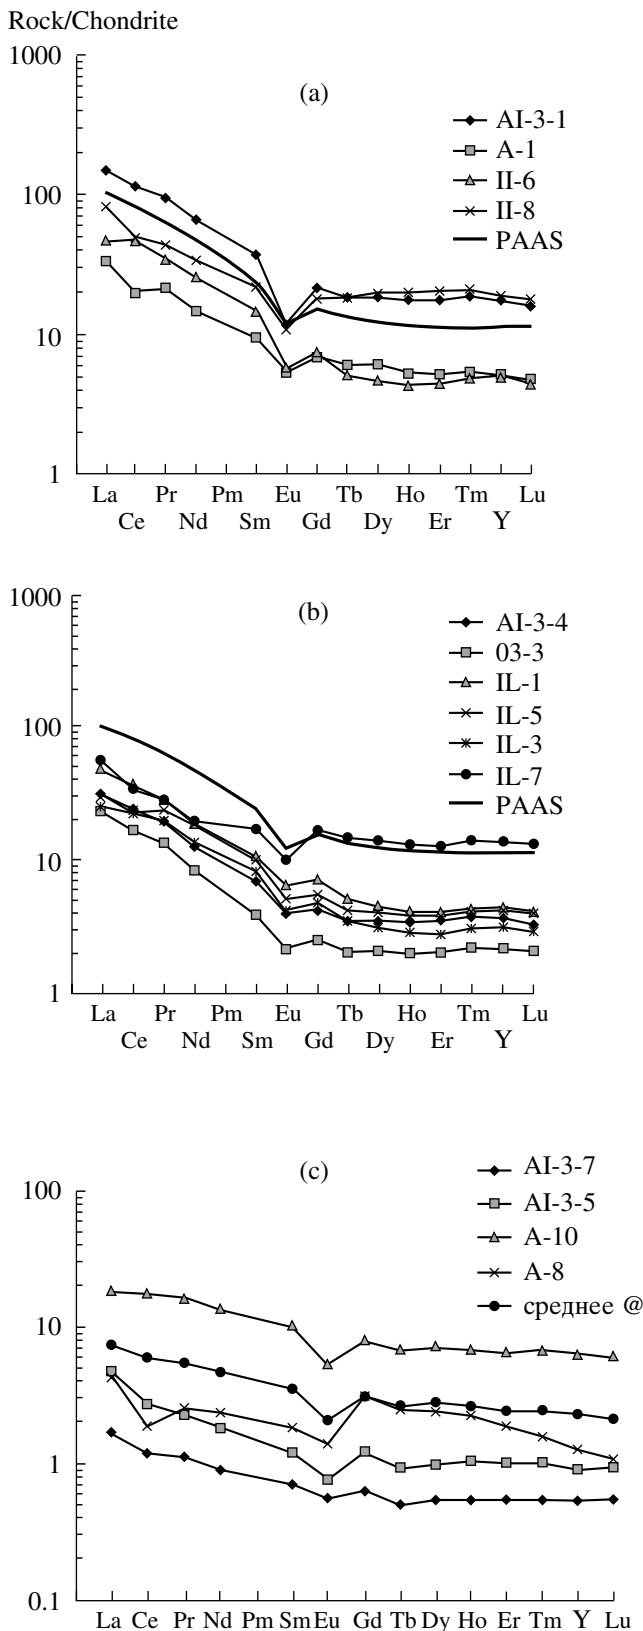 Rock/Chondrite
1000
(a)
AI-3-1
A-1
II-6
II-8
PAAS
100
10
1
La Pr Pm Eu Tb Ho Tm Lu
Ce Nd Sm Gd Dy Er Y
1000
(b)
AI-3-4
03-3
IL-1
IL-5
IL-3
IL-7
PAAS
100
10
1
La Pr Pm Eu Tb Ho Tm Lu
Ce Nd Sm Gd Dy Er Y
(c)
AI-3-7
AI-3-5
A-10
A-8
среднее @
100
10
1
0.1
La Ce Pr Nd Pm Sm Eu Gd Tb Dy Ho Er Tm Y Lu